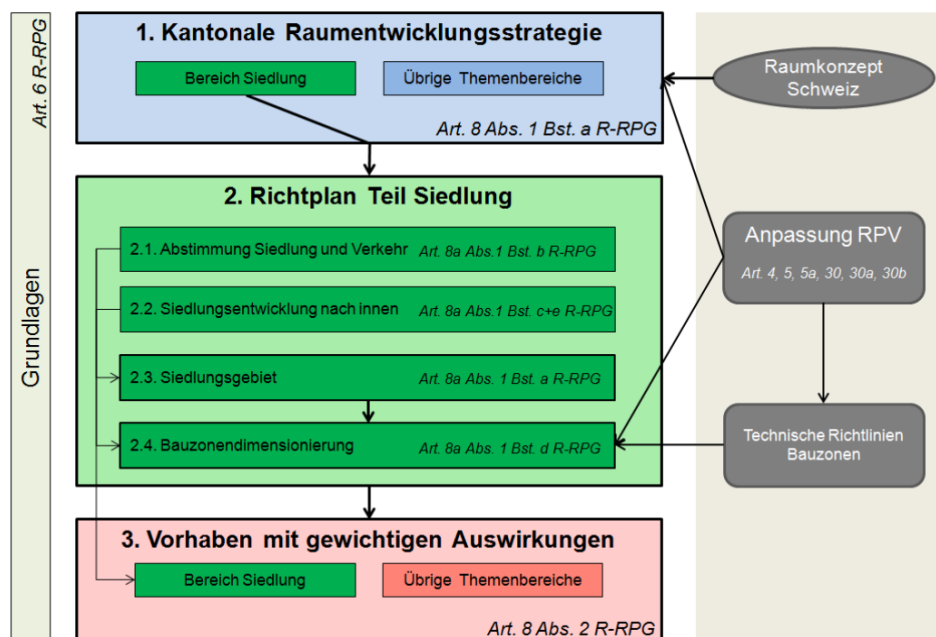 Art. 6 R-RPG
Grundlagen
1. Kantonale Raumentwicklungsstrategie
Bereich Siedlung
Übrige Themenbereiche
Art. 8 Abs. 1 Bst. a R-RPG
2. Richtplan Teil Siedlung
2.1. Abstimmung Siedlung und Verkehr Art. 8a Abs.1 Bst. b R-RPG
2.2. Siedlungsentwicklung nach innen Art. 8a Abs.1 Bst. c+e R-RPG
2.3. Siedlungsgebiet Art. 8a Abs. 1 Bst. a R-RPG
2.4. Bauzonendimensionierung Art. 8a Abs. 1 Bst. d R-RPG
3. Vorhaben mit gewichtigen Auswirkungen
Bereich Siedlung
Übrige Themenbereiche
Art. 8 Abs. 2 R-RPG
Raumkonzept
Schweiz
Anpassung RPV
Art. 4, 5, 5a, 30, 30a, 30b
Technische Richtlinien
Bauzonen